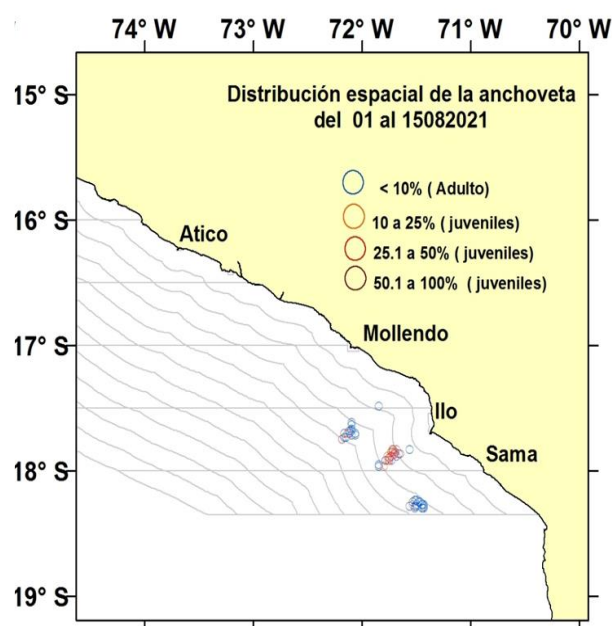 74° W 73° W 72° W 71° W 70° W
15° S
Distribución espacial de la anchoveta
del 01 al 15082021
< 10% ( Adulto)
16° S
10 a 25% ( juveniles)
Atico
25.1 a 50% ( juveniles)
50.1 a 100% ( juveniles)
17° S
Mollendo
Ilo
Sama
18° S
19° S